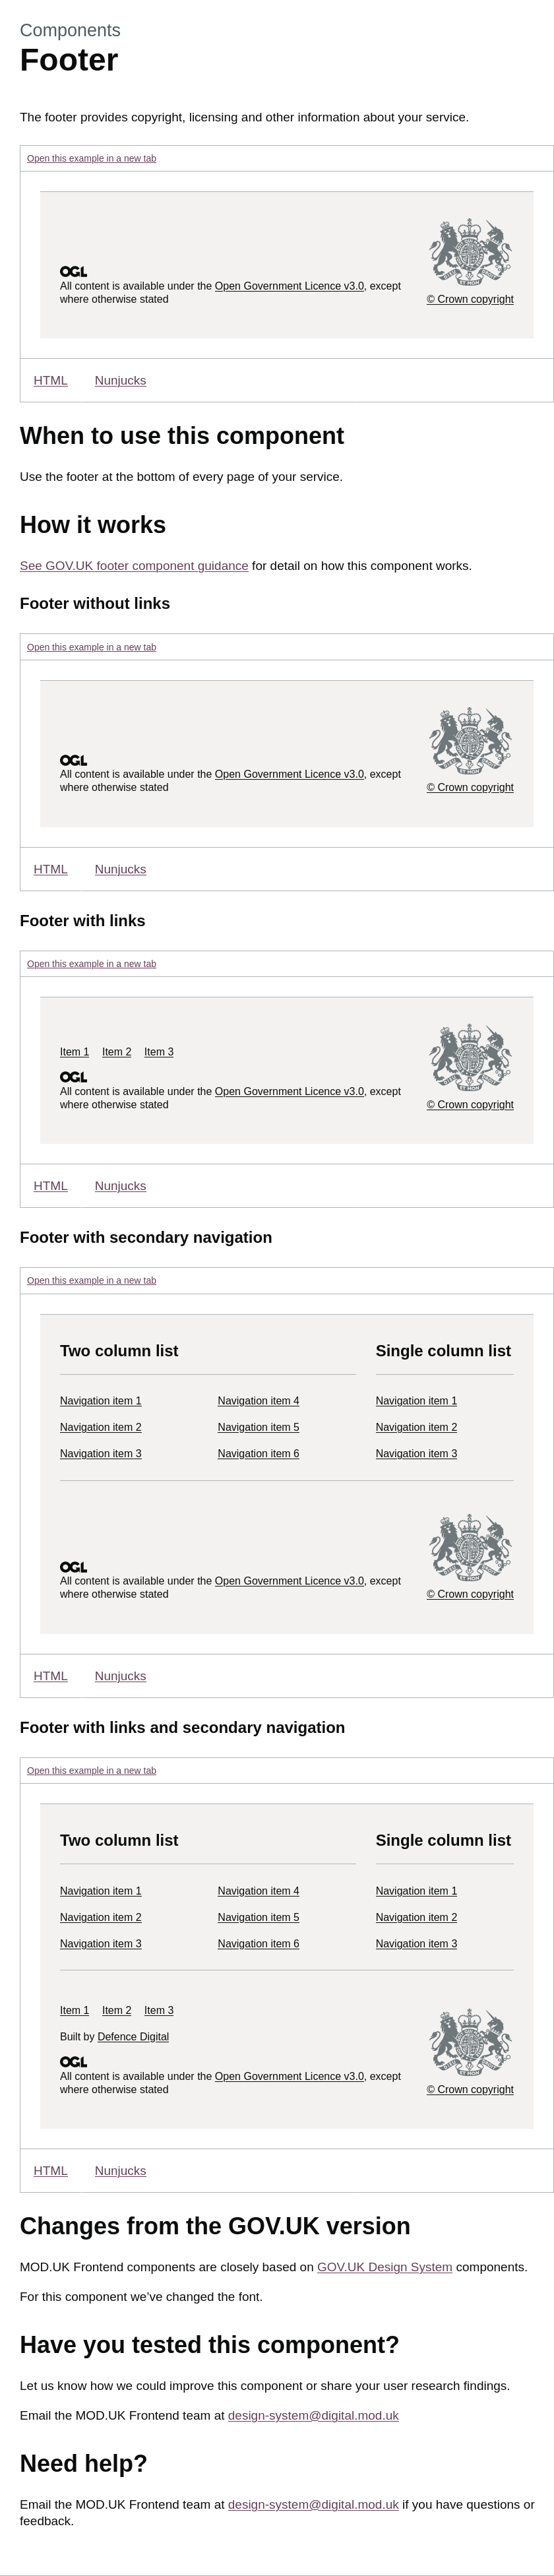 Components
Footer
The footer provides copyright, licensing and other information about your service.
Open this example in a new tab
OGL
All content is available under the Open Government Licence v3.0, except
where otherwise stated
© Crown copyright
HTML Nunjucks
When to use this component
Use the footer at the bottom of every page of your service.
How it works
See GOV.UK footer component guidance for detail on how this component works.
Footer without links
Open this example in a new tab
OGL
All content is available under the Open Government Licence v3.0, except
where otherwise stated
© Crown copyright
HTML Nunjucks
Footer with links
Open this example in a new tab
Item 1 Item 2 Item 3
OGL
All content is available under the Open Government Licence v3.0, except
where otherwise stated
© Crown copyright
HTML Nunjucks
Footer with secondary navigation
Open this example in a new tab
Two column list
Navigation item 1
Navigation item 2
Navigation item 3
Navigation item 4
Navigation item 5
Navigation item 6
Single column list
Navigation item 1
Navigation item 2
Navigation item 3
OGL
All content is available under the Open Government Licence v3.0, except
where otherwise stated
© Crown copyright
HTML Nunjucks
Footer with links and secondary navigation
Open this example in a new tab
Two column list
Navigation item 1
Navigation item 2
Navigation item 3
Navigation item 4
Navigation item 5
Navigation item 6
Single column list
Navigation item 1
Navigation item 2
Navigation item 3
Item 1 Item 2 Item 3
Built by Defence Digital
OGL
All content is available under the Open Government Licence v3.0, except
where otherwise stated
© Crown copyright
HTML Nunjucks
Changes from the GOV.UK version
MOD.UK Frontend components are closely based on GOV.UK Design System components.
For this component we’ve changed the font.
Have you tested this component?
Let us know how we could improve this component or share your user research findings.
Email the MOD.UK Frontend team at design-system@digital.mod.uk
Need help?
Email the MOD.UK Frontend team at design-system@digital.mod.uk if you have questions or
feedback.